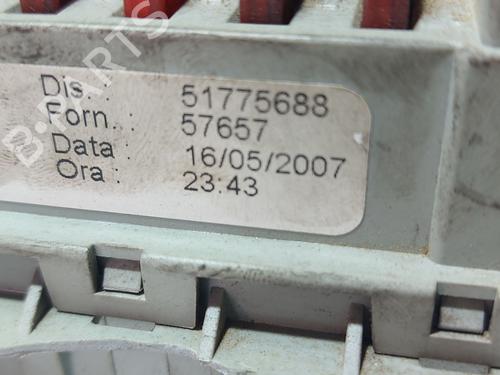 Dis. : 51775688
Forn. : 57657
Data : 16/05/2007
Ora : 23:43
B-PARTS